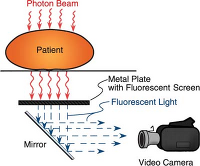 Photon Beam
Patient
Metal Plate
with Fluorescent Screen
Fluorescent Light
Mirror
Video Camera